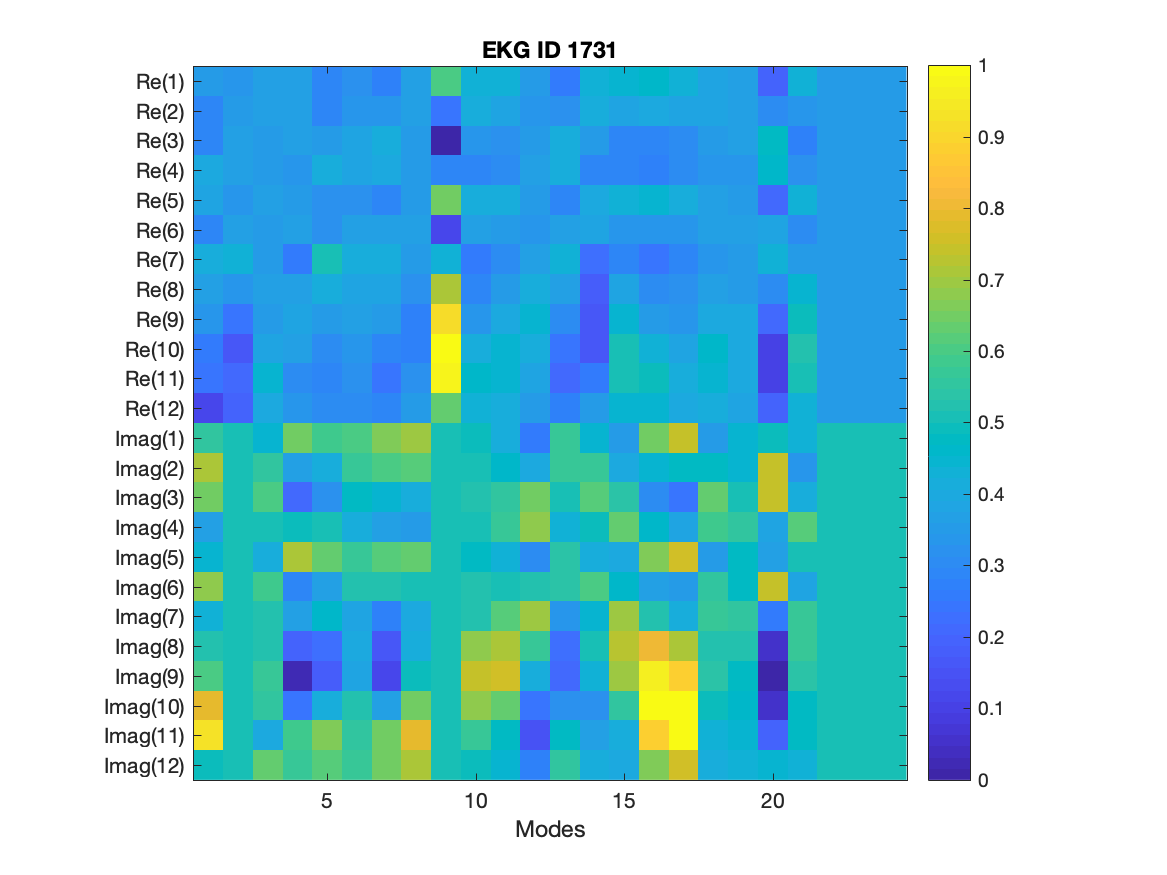 EKG ID 1731
Re(1)
Re(2)
Re(3)
Re(4)
Re(5)
Re(6)
Re(7)
Re(8)
Re(9)
Re(10)
Re(11)
Re(12)
Imag(1)
Imag(2)
Imag(3)
Imag(4)
Imag(5)
Imag(6)
Imag(7)
Imag(8)
Imag(9)
Imag(10)
Imag(11)
Imag(12)
5 10 15 20
Modes
1
0.9
0.8
0.7
0.6
0.5
0.4
0.3
0.2
0.1
0